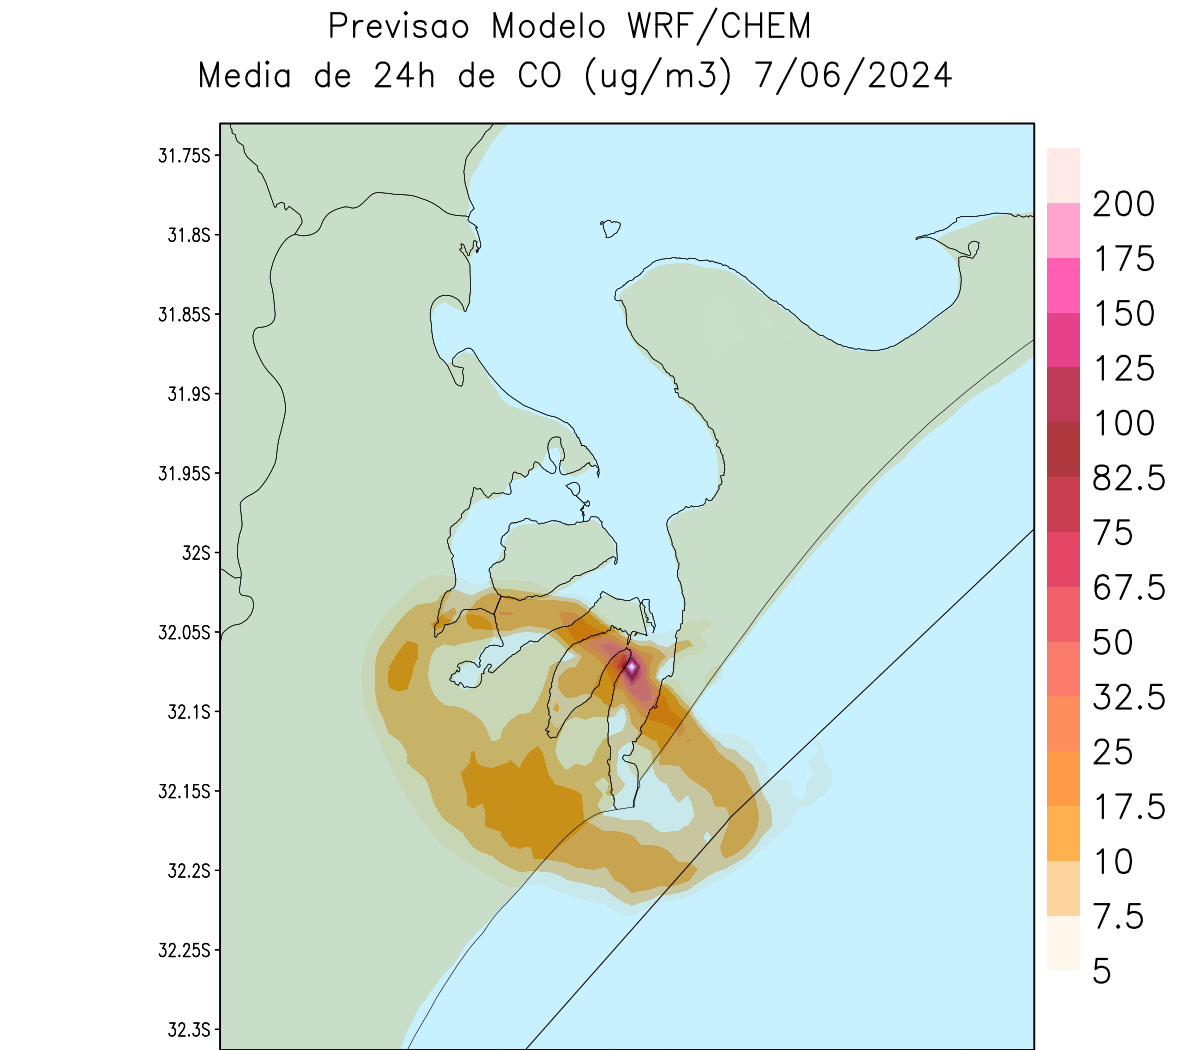 Previsao Modelo WRF/CHEM
Media de 24h de CO (ug/m3) 7/06/2024
31.75S
31.8S
31.85S
31.9S
31.95S
32S
32.05S
32.1S
32.15S
32.2S
32.25S
32.3S
200
175
150
125
100
82.5
75
67.5
50
32.5
25
17.5
10
7.5
5